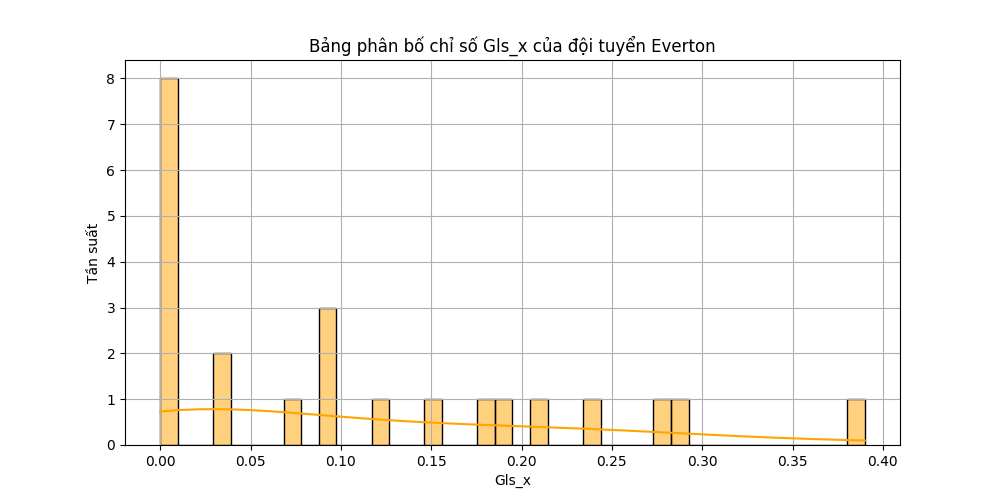 Bảng phân bố chỉ số Gls_x của đội tuyển Everton
Tần suất
8
7
6
5
4
3
2
1
0
0.00 0.05 0.10 0.15 0.20 0.25 0.30 0.35 0.40
Gls_x